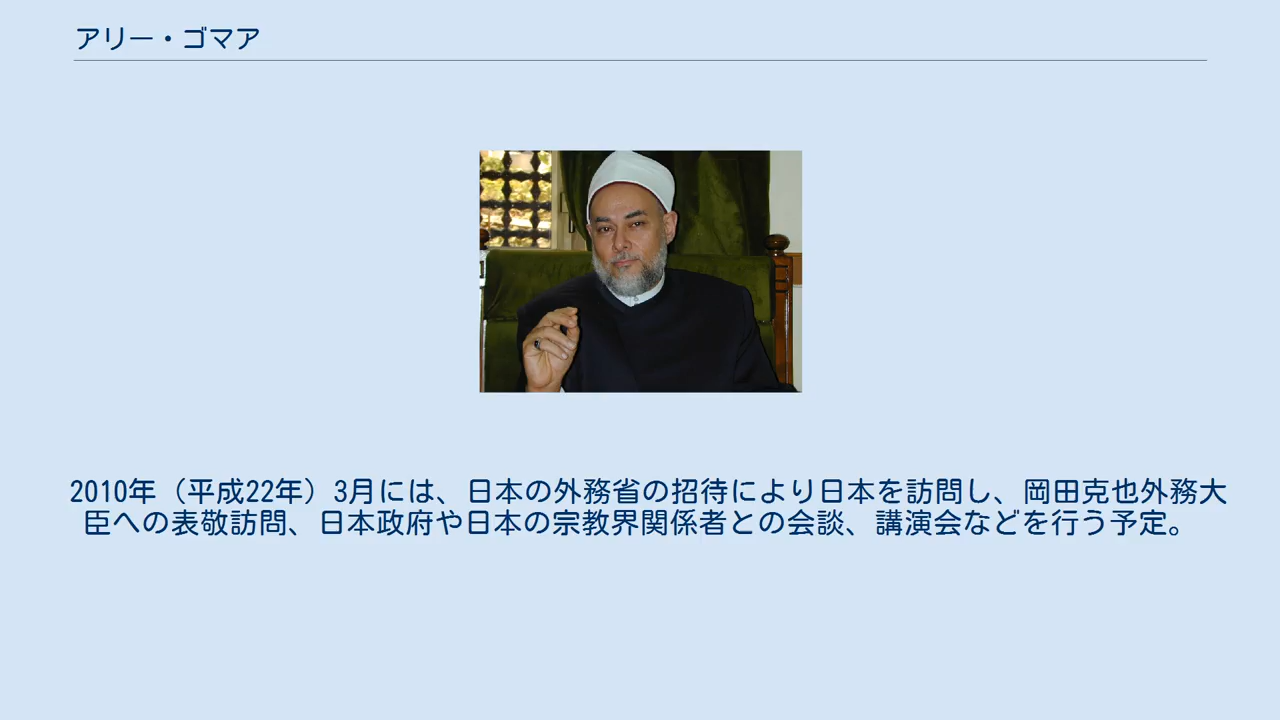 アリー・ゴマア
2010年（平成22年）3月には、日本の外務省の招待により日本を訪問し、岡田克也外務大
臣への表敬訪問、日本政府や日本の宗教界関係者との会談、講演会などを行う予定。